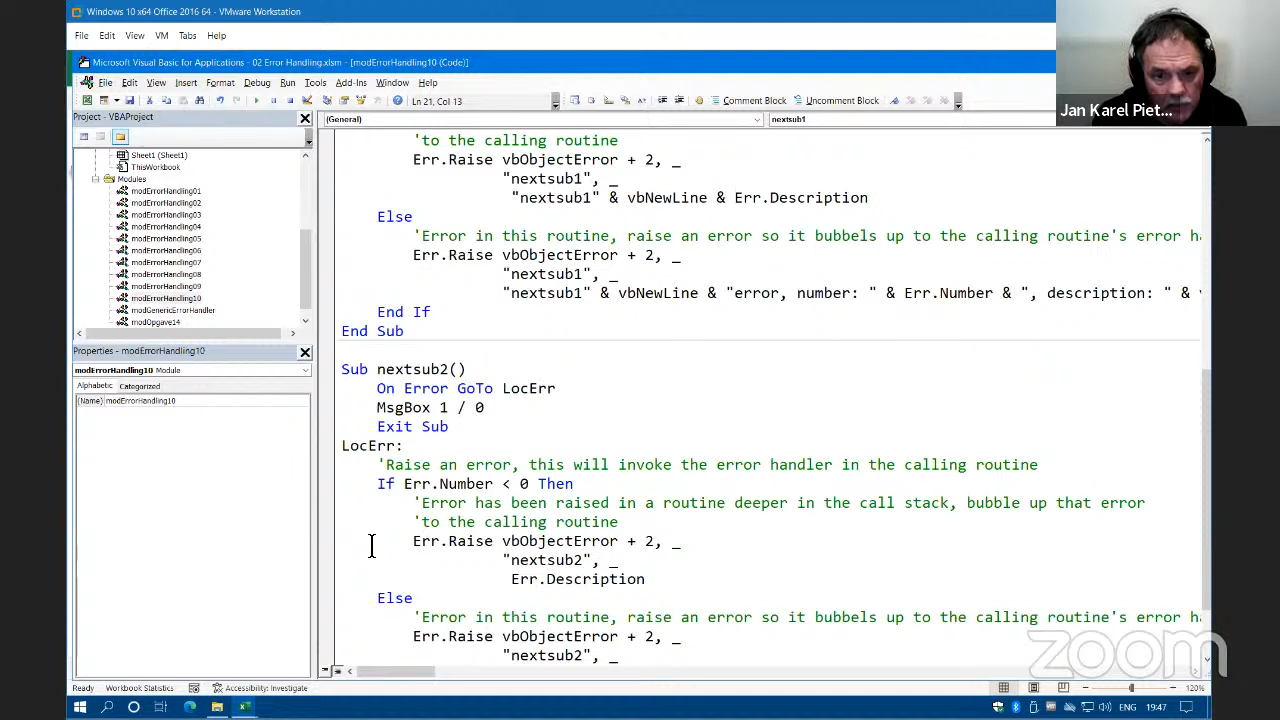 Windows 10 x64 Office 2016 64 - VMware Workstation
File Edit View VM Tabs Help
Microsoft Visual Basic for Applications - 02 Error Handling.xlsm - [modErrorHandling10 (Code)]
File Edit View Insert Format Debug Run Tools Add-Ins Window Help
Ln 21, Col 13
Comment Block
Uncomment Block
Jan Karel Piet...
Project - VBAProject
Sheet1 (Sheet1)
ThisWorkbook
Modules
modErrorHandling01
modErrorHandling02
modErrorHandling03
modErrorHandling04
modErrorHandling05
modErrorHandling06
modErrorHandling07
modErrorHandling08
modErrorHandling09
modErrorHandling10
modGenericErrorHandler
modOpgave14
Properties - modErrorHandling10
modErrorHandling10 Module
Alphabetic Categorized
(Name) modErrorHandling10
(General)
nextsub1
'to the calling routine
Err.Raise vbObjectError + 2, _
"nextsub1", _
"nextsub1" & vbNewLine & Err.Description
Else
'Error in this routine, raise an error so it bubbels up to the calling routine's error ha
Err.Raise vbObjectError + 2, _
"nextsub1", _
"nextsub1" & vbNewLine & "error, number: " & Err.Number & ", description: " & v
End If
End Sub
Sub nextsub2()
On Error GoTo LocErr
MsgBox 1 / 0
Exit Sub
LocErr:
'Raise an error, this will invoke the error handler in the calling routine
If Err.Number < 0 Then
'Error has been raised in a routine deeper in the call stack, bubble up that error
'to the calling routine
Err.Raise vbObjectError + 2, _
"nextsub2", _
Err.Description
Else
'Error in this routine, raise an error so it bubbels up to the calling routine's error ha
Err.Raise vbObjectError + 2, _
"nextsub2", _
zoom
Ready Workbook Statistics Accessibility: Investigate
120%
ENG 19:47